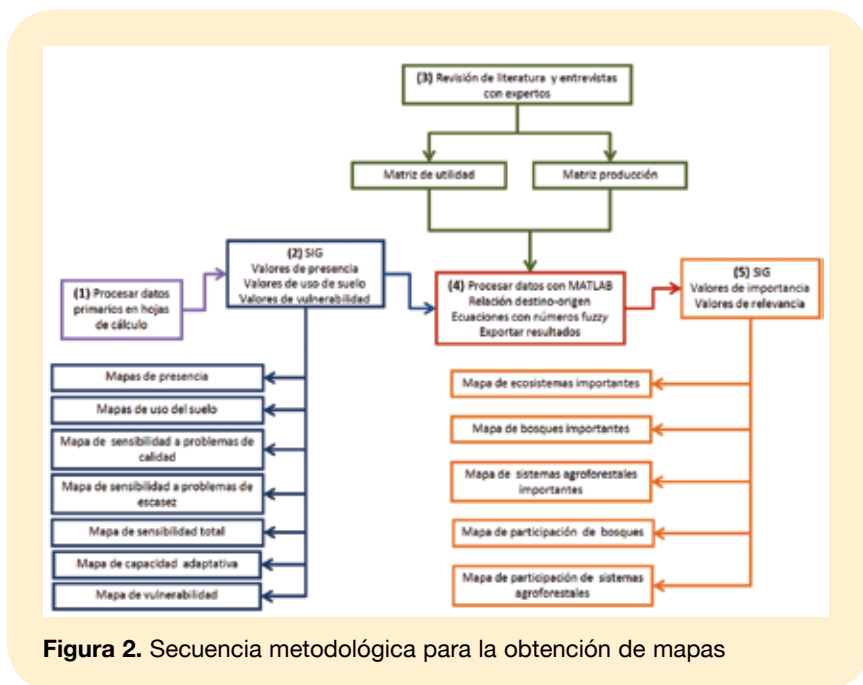 (3) Revisión de literatura y entrevistas
con expertos
Matriz de utilidad
Matriz producción
(2) SIG
Valores de presencia
Valores de uso de suelo
Valores de vulnerabilidad
(1) Procesar datos
primarios en hojas
de cálculo
(4) Procesar datos con MATLAB
Relación destino-origen
Ecuaciones con números fuzzy
Exportar resultados
(5) SIG
Valores de importancia
Valores de relevancia
Mapas de presencia
Mapas de uso del suelo
Mapa de sensibilidad a problemas de
calidad
Mapa de sensibilidad a problemas de
escasez
Mapa de sensibilidad total
Mapa de capacidad adaptativa
Mapa de vulnerabilidad
Mapa de ecosistemas importantes
Mapa de bosques importantes
Mapa de sistemas agroforestales
importantes
Mapa de participación de bosques
Mapa de participación de sistemas
agroforestales
Figura 2. Secuencia metodológica para la obtención de mapas